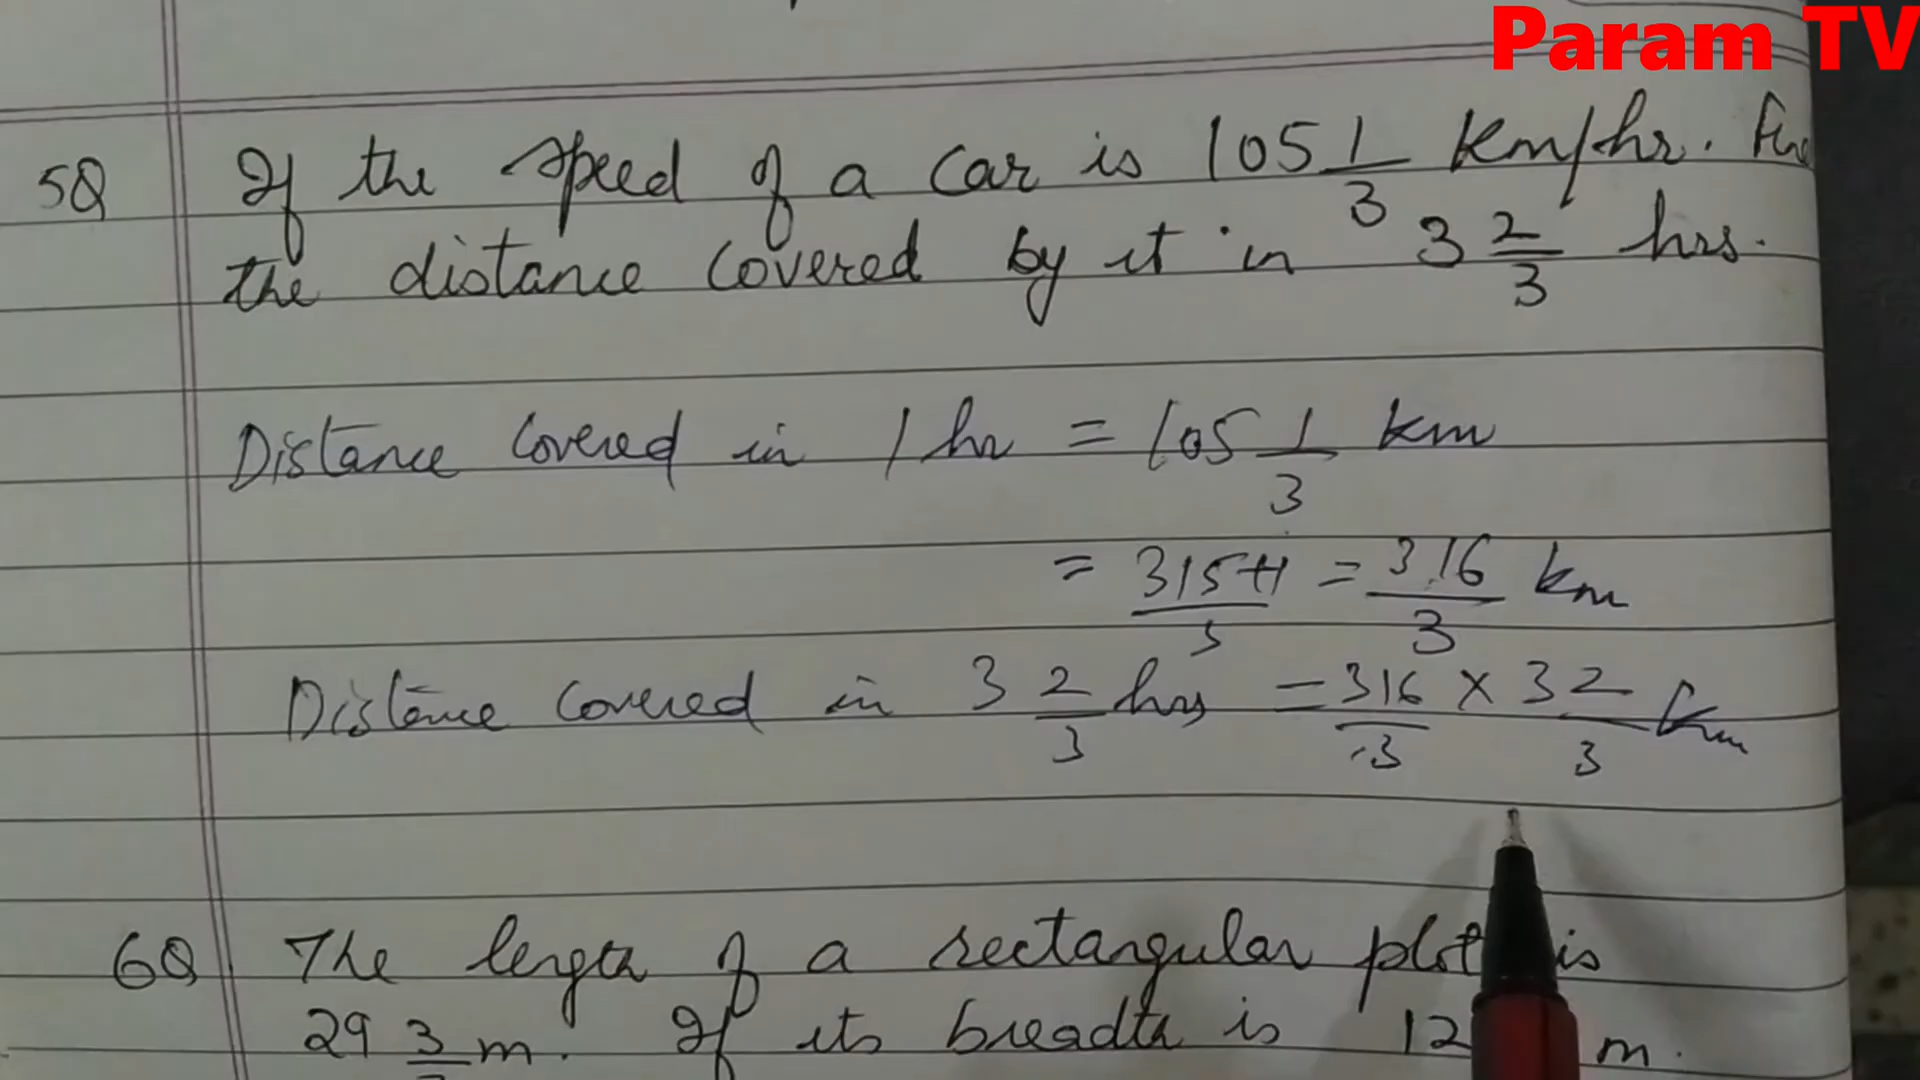 Param TV
5Q If the speed of a car is 105 1/3 km/hr.
the distance covered by it in 3 2/3 hrs.
Distance covered in 1 hr = 105 1/3 km
= 315+1/3 = 316/3 km
Distance covered in 3 2/3 hrs = 316/3 × 3 2/3 km
6Q The length of a rectangular plot is
29 3 m. If its breadth is 12 m.